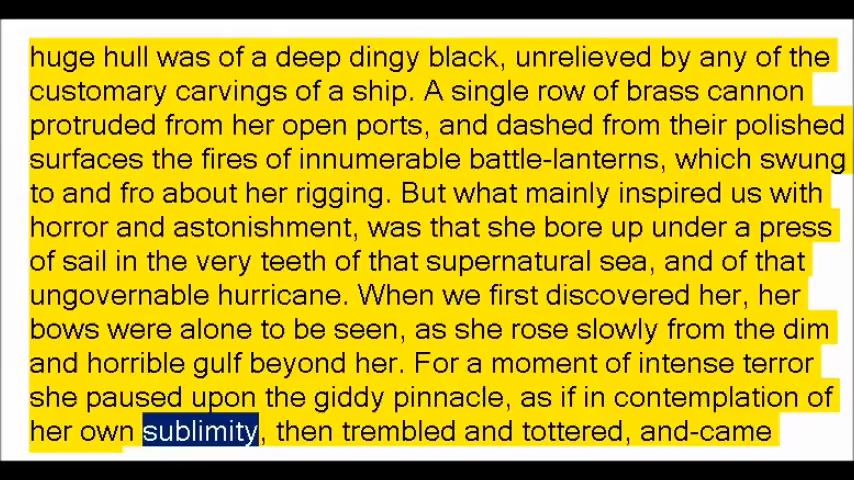 huge hull was of a deep dingy black, unrelieved by any of the
customary carvings of a ship. A single row of brass cannon
protruded from her open ports, and dashed from their polished
surfaces the fires of innumerable battle-lanterns, which swung
to and fro about her rigging. But what mainly inspired us with
horror and astonishment, was that she bore up under a press
of sail in the very teeth of that supernatural sea, and of that
ungovernable hurricane. When we first discovered her, her
bows were alone to be seen, as she rose slowly from the dim
and horrible gulf beyond her. For a moment of intense terror
she paused upon the giddy pinnacle, as if in contemplation of
her own sublimity, then trembled and tottered, and-came